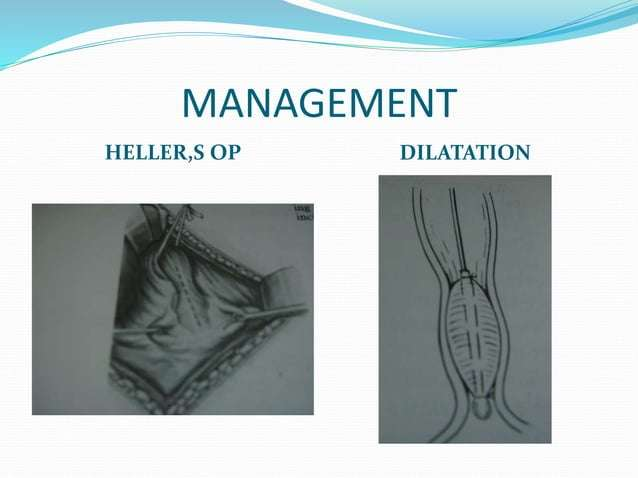 MANAGEMENT
HELLER,S OP
DILATATION